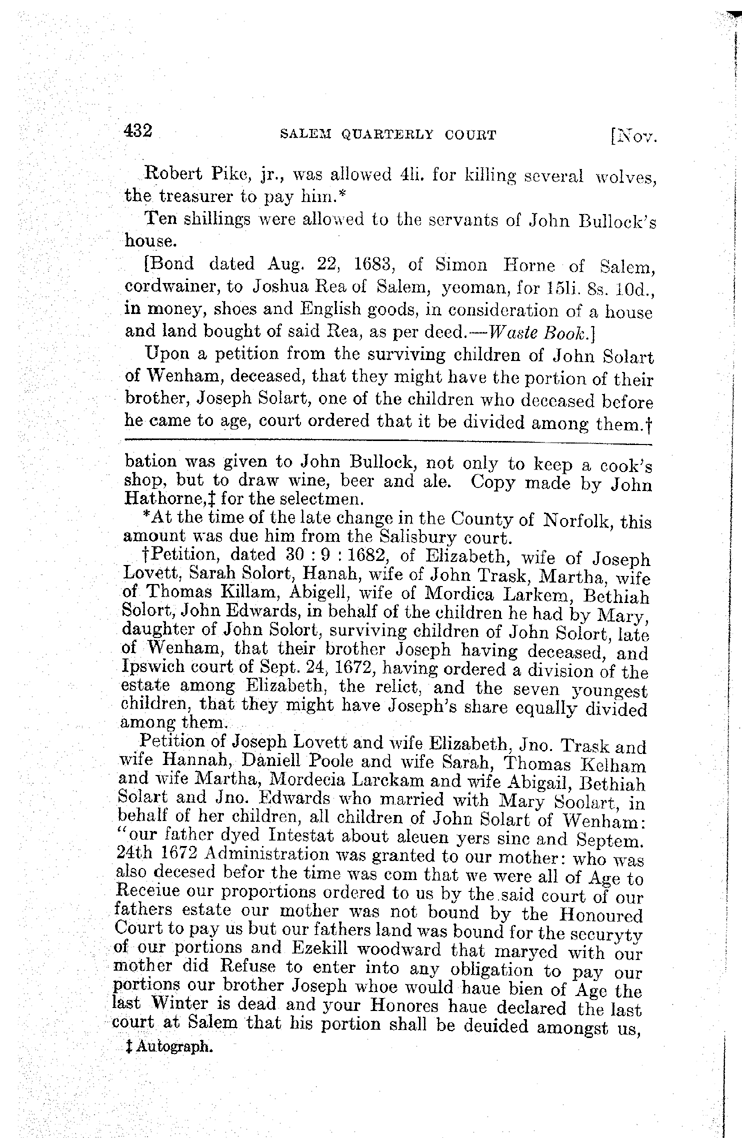 432 SALEM QUARTERLY COURT [Nov.
Robert Pike, jr., was allowed 4li. for killing several wolves,
the treasurer to pay him.*
Ten shillings were allowed to the servants of John Bullock's
house.
[Bond dated Aug. 22, 1683, of Simon Horne of Salem,
cordwainer, to Joshua Rea of Salem, yeoman, for 15li. 8s. 10d.,
in money, shoes and English goods, in consideration of a house
and land bought of said Rea, as per deed.—Waste Book.]
Upon a petition from the surviving children of John Solart
of Wenham, deceased, that they might have the portion of their
brother, Joseph Solart, one of the children who deceased before
he came to age, court ordered that it be divided among them.†
bation was given to John Bullock, not only to keep a cook's
shop, but to draw wine, beer and ale. Copy made by John
Hathorne,‡ for the selectmen.
*At the time of the late change in the County of Norfolk, this
amount was due him from the Salisbury court.
†Petition, dated 30 : 9 : 1682, of Elizabeth, wife of Joseph
Lovett, Sarah Solort, Hanah, wife of John Trask, Martha, wife
of Thomas Killam, Abigell, wife of Mordica Larkem, Bethiah
Solort, John Edwards, in behalf of the children he had by Mary,
daughter of John Solort, surviving children of John Solort, late
of Wenham, that their brother Joseph having deceased, and
Ipswich court of Sept. 24, 1672, having ordered a division of the
estate among Elizabeth, the relict, and the seven youngest
children, that they might have Joseph's share equally divided
among them.
Petition of Joseph Lovett and wife Elizabeth, Jno. Trask and
wife Hannah, Daniell Poole and wife Sarah, Thomas Kelham
and wife Martha, Mordecia Larckam and wife Abigail, Bethiah
Solart and Jno. Edwards who married with Mary Soolart, in
behalf of her children, all children of John Solart of Wenham:
"our father dyed Intestat about aleuen yers sinc and Septem.
24th 1672 Administration was granted to our mother: who was
also decesed befor the time was com that we were all of Age to
Receiue our proportions ordered to us by the said court of our
fathers estate our mother was not bound by the Honoured
Court to pay us but our fathers land was bound for the securyty
of our portions and Ezekill woodward that maryed with our
mother did Refuse to enter into any obligation to pay our
portions our brother Joseph whoe would haue bien of Age the
last Winter is dead and your Honores haue declared the last
court at Salem that his portion shall be deuided amongst us,
‡ Autograph.